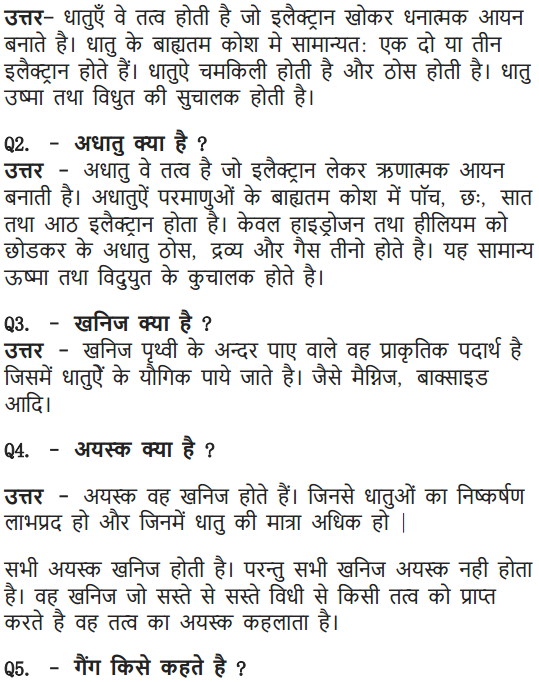 उत्तर– धातुएँ वे तत्व होती है जो इलैक्ट्रान खोकर धनात्मक आयन
बनाते है। धातु के बाह्यतम कोश मे सामान्यत: एक दो या तीन
इलैक्ट्रान होते हैं। धातुऐ चमकिली होती है और ठोस होती है। धातु
उष्मा तथा विधुत की सुचालक होती है।
Q2. - अधातु क्या है ?
उत्तर - अधातु वे तत्व है जो इलैक्ट्रान लेकर ऋणात्मक आयन
बनाती है। अधातुऐं परमाणुओं के बाह्यतम कोश में पॉच, छः, सात
तथा आठ इलैक्ट्रान होता है। केवल हाइड्रोजन तथा हीलियम को
छोडकर के अधातु ठोस, द्रव्य और गैस तीनो होते है। यह सामान्य
ऊष्मा तथा विदुयुत के कुचालक होते है।
Q3. - खनिज क्या है ?
उत्तर - खनिज पृथ्वी के अन्दर पाए वाले वह प्राकृतिक पदार्थ है
जिसमें धातुऐें के यौगिक पाये जाते है। जैसे मैग्निज, बाक्साइड
आदि।
Q4. - अयस्क क्या है ?
उत्तर - अयस्क वह खनिज होते हैं। जिनसे धातुओं का निष्कर्षण
लाभप्रद हो और जिनमें धातु की मात्रा अधिक हो |
सभी अयस्क खनिज होती है। परन्तु सभी खनिज अयस्क नही होता
है। वह खनिज जो सस्ते से सस्ते विधी से किसी तत्व को प्राप्त
करते है वह तत्व का अयस्क कहलाता है।
Q5. - गैंग किसे कहते है ?